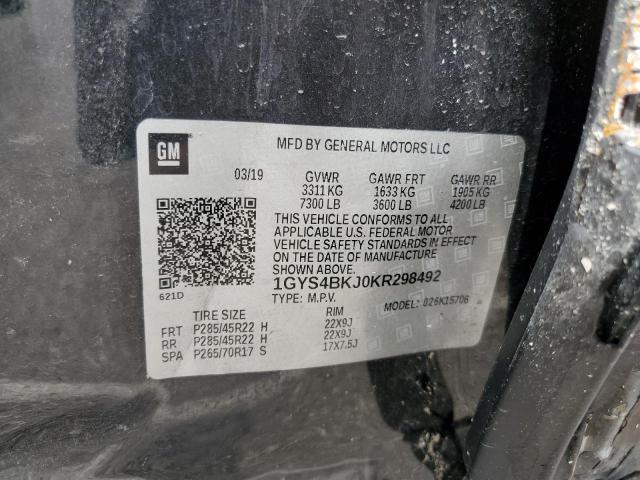 GM
MFD BY GENERAL MOTORS LLC
03/19 GVWR GAWR FRT GAWR RR
3311 KG 1633 KG 1905 KG
7300 LB 3600 LB 4200 LB
THIS VEHICLE CONFORMS TO ALL
APPLICABLE U.S. FEDERAL MOTOR
VEHICLE SAFETY STANDARDS IN EFFECT
ON THE DATE OF MANUFACTURE
SHOWN ABOVE.
1GYS4BKJ0KR298492
621D
TYPE: M.P.V. MODEL: 026K15706
TIRE SIZE RIM
FRT P285/45R22 H 22X9J
RR P285/45R22 H 22X9J
SPA P265/70R17 S 17X7.5J